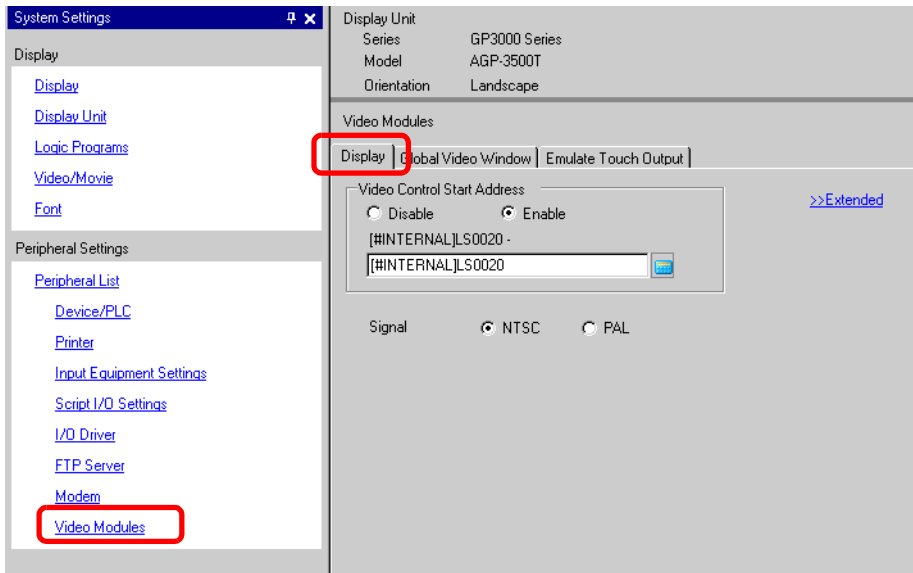 System Settings
Display
Display
Display Unit
Logic Programs
Video/Movie
Font
Peripheral Settings
Peripheral List
Device/PLC
Printer
Input Equipment Settings
Script I/O Settings
I/O Driver
FTP Server
Modem
Video Modules
Display Unit
Series GP3000 Series
Model AGP-3500T
Orientation Landscape
Video Modules
Display Global Video Window Emulate Touch Output
Video Control Start Address
>>Extended
Disable Enable
[#INTERNAL]LS0020 -
[#INTERNAL]LS0020
Signal NTSC PAL